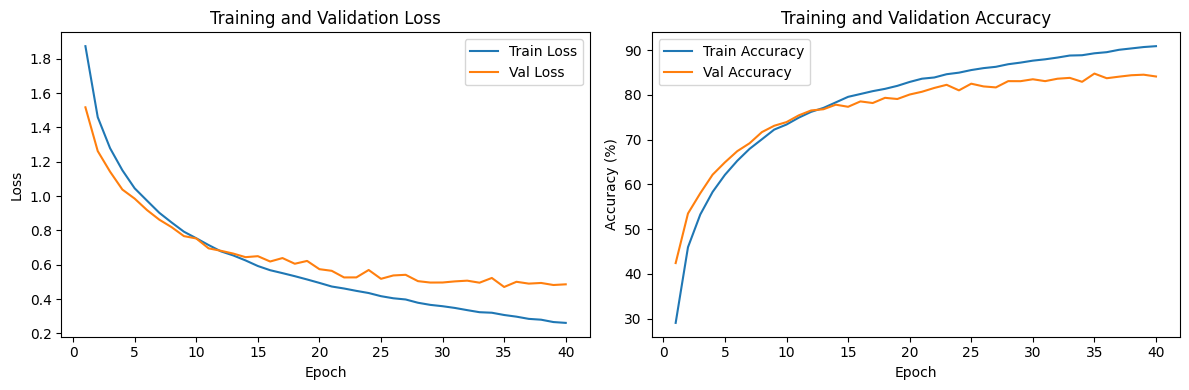 Training and Validation Loss
Train Loss
Val Loss
Loss
1.8
1.6
1.4
1.2
1.0
0.8
0.6
0.4
0.2
0 5 10 15 20 25 30 35 40
Epoch
Training and Validation Accuracy
Train Accuracy
Val Accuracy
Accuracy (%)
90
80
70
60
50
40
30
0 5 10 15 20 25 30 35 40
Epoch